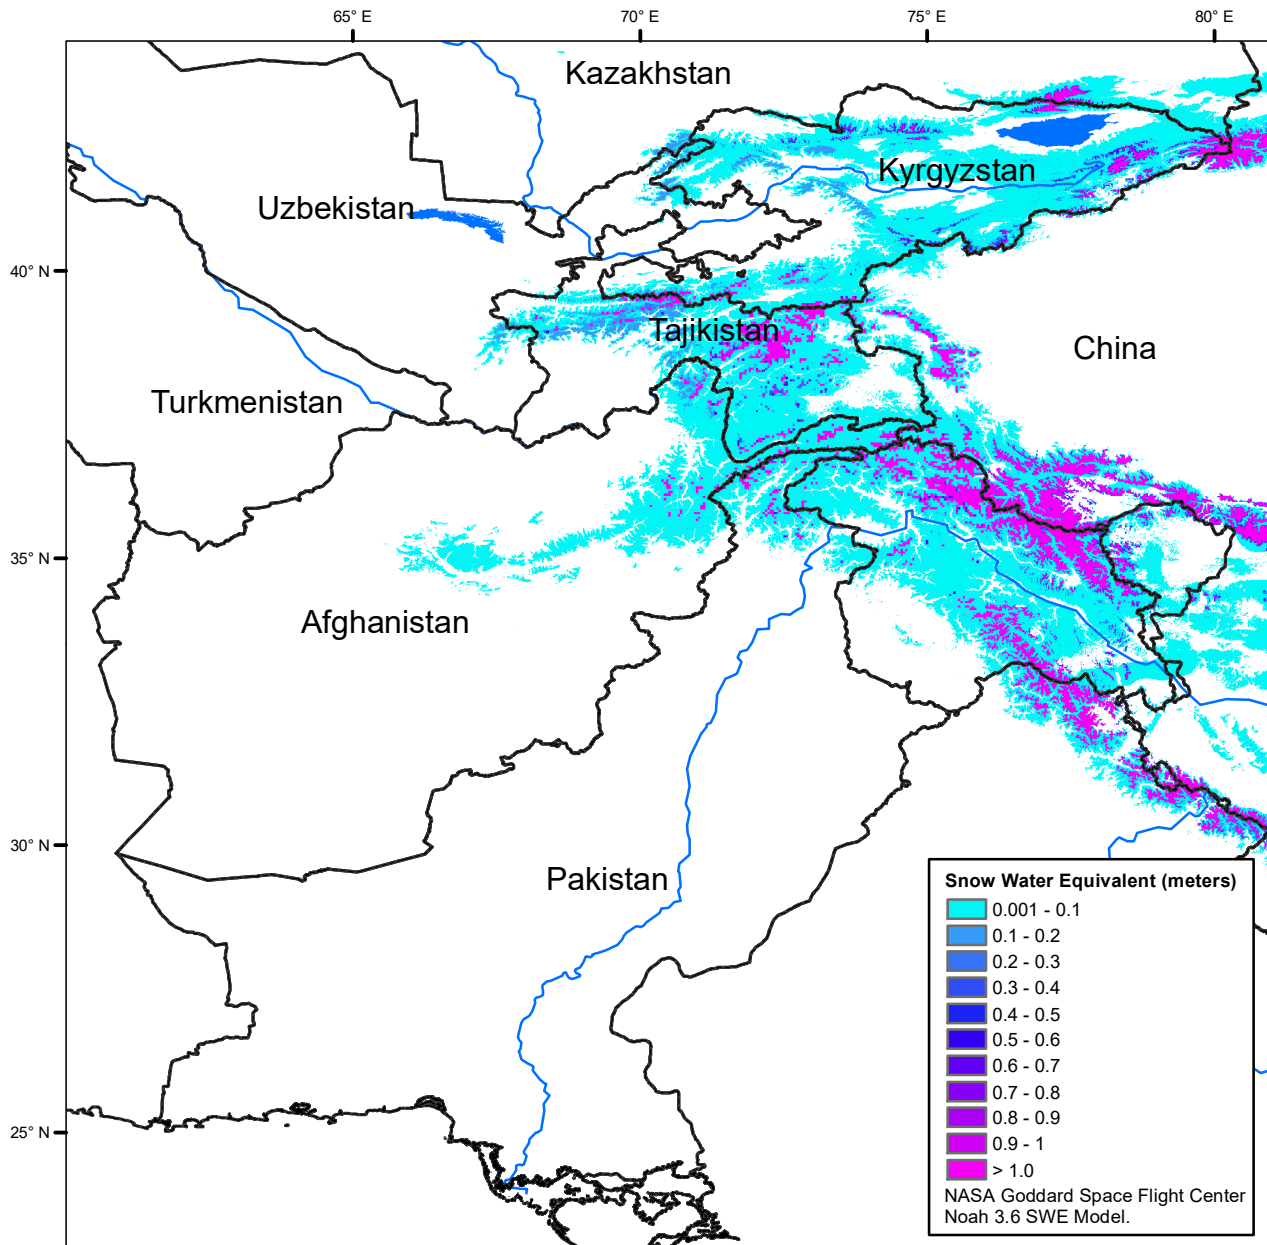 65° E
70° E
75° E
80° E
Kazakhstan
Kyrgyzstan
Uzbekistan
40° N
Tajikistan
China
Turkmenistan
35° N
Afghanistan
30° N
Pakistan
25° N
Snow Water Equivalent (meters)
0.001 - 0.1
0.1 - 0.2
0.2 - 0.3
0.3 - 0.4
0.4 - 0.5
0.5 - 0.6
0.6 - 0.7
0.7 - 0.8
0.8 - 0.9
0.9 - 1
> 1.0
NASA Goddard Space Flight Center
Noah 3.6 SWE Model.